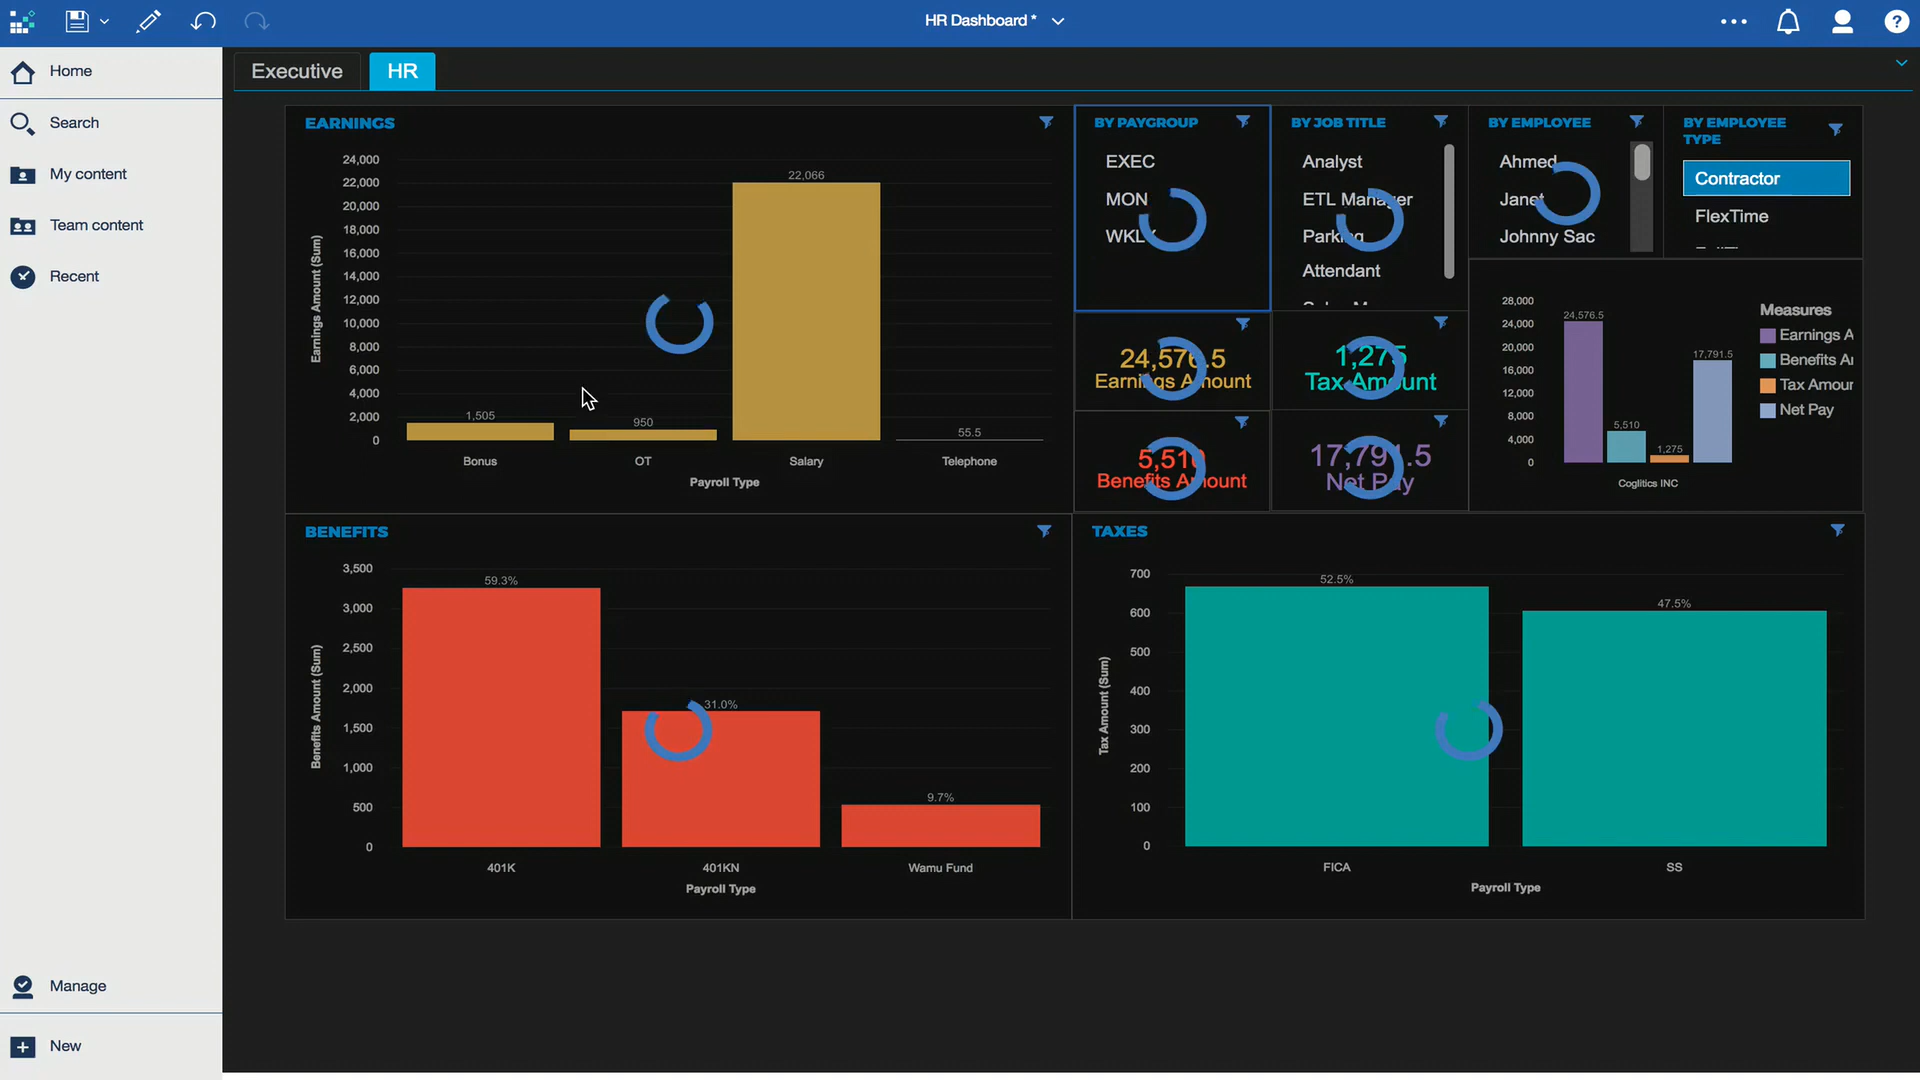 HR Dashboard *
?
Home
Search
My content
Team content
Recent
Manage
New
Executive
HR
EARNINGS
24,000
22,000
20,000
18,000
16,000
14,000
12,000
10,000
8,000
6,000
4,000
2,000
0
Earnings Amount (Sum)
1,505
950
22,066
55.5
Bonus
OT
Salary
Telephone
Payroll Type
BY PAYGROUP
EXEC
MON
WKLY
BY JOB TITLE
Analyst
ETL Manager
Parking
Attendant
BY EMPLOYEE
Ahmed
Janet
Johnny Sac
BY EMPLOYEE
TYPE
Contractor
FlexTime
24,576.5
Earnings Amount
1,275
Tax Amount
5,510
Benefits Amount
17,791.5
Net Pay
28,000
24,000
20,000
16,000
12,000
8,000
4,000
0
24,576.5
5,510
1,275
17,791.5
Coglitics INC
Measures
Earnings A
Benefits Ar
Tax Amour
Net Pay
BENEFITS
3,500
3,000
2,500
2,000
1,500
1,000
500
0
Benefits Amount (Sum)
59.3%
31.0%
9.7%
401K
401KN
Wamu Fund
Payroll Type
TAXES
700
600
500
400
300
200
100
0
Tax Amount (Sum)
52.5%
47.5%
FICA
SS
Payroll Type